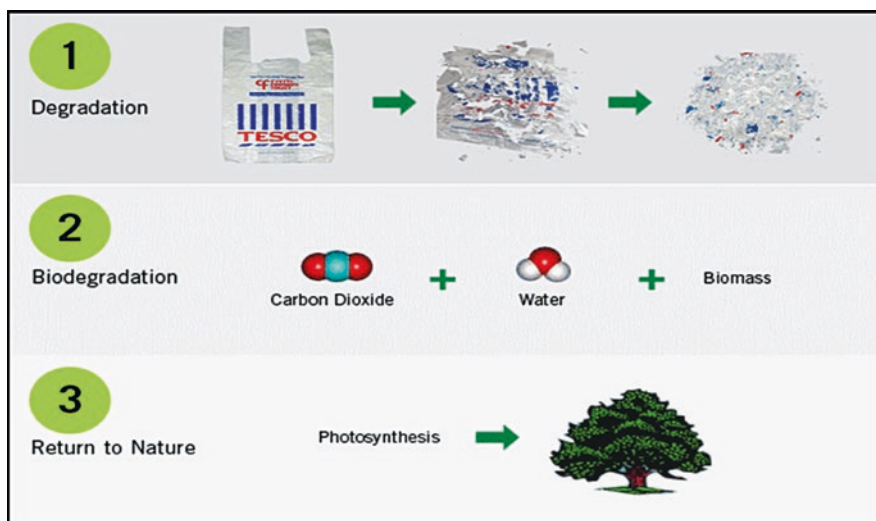 1
Degradation
TESCO
2
Biodegradation
Carbon Dioxide
+
Water
+
Biomass
3
Return to Nature
Photosynthesis